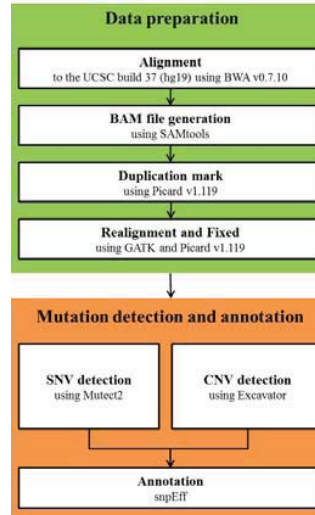 Data preparation
Alignment
to the UCSC build 37 (hg19) using BWA v0.7.10
BAM file generation
using SAMtools
Duplication mark
using Picard v1.119
Realignment and Fixed
using GATK and Picard v1.119
Mutation detection and annotation
SNV detection
using Mutect2
CNV detection
using Excavator
Annotation
snpEff